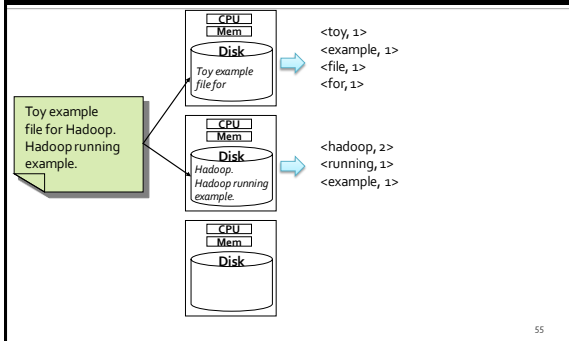 Toy example
file for Hadoop.
Hadoop running
example.
CPU
Mem
Disk
Toy example
file for
<toy, 1>
<example, 1>
<file, 1>
<for, 1>
CPU
Mem
Disk
Hadoop.
Hadoop running
example.
<hadoop, 2>
<running, 1>
<example, 1>
CPU
Mem
Disk
55